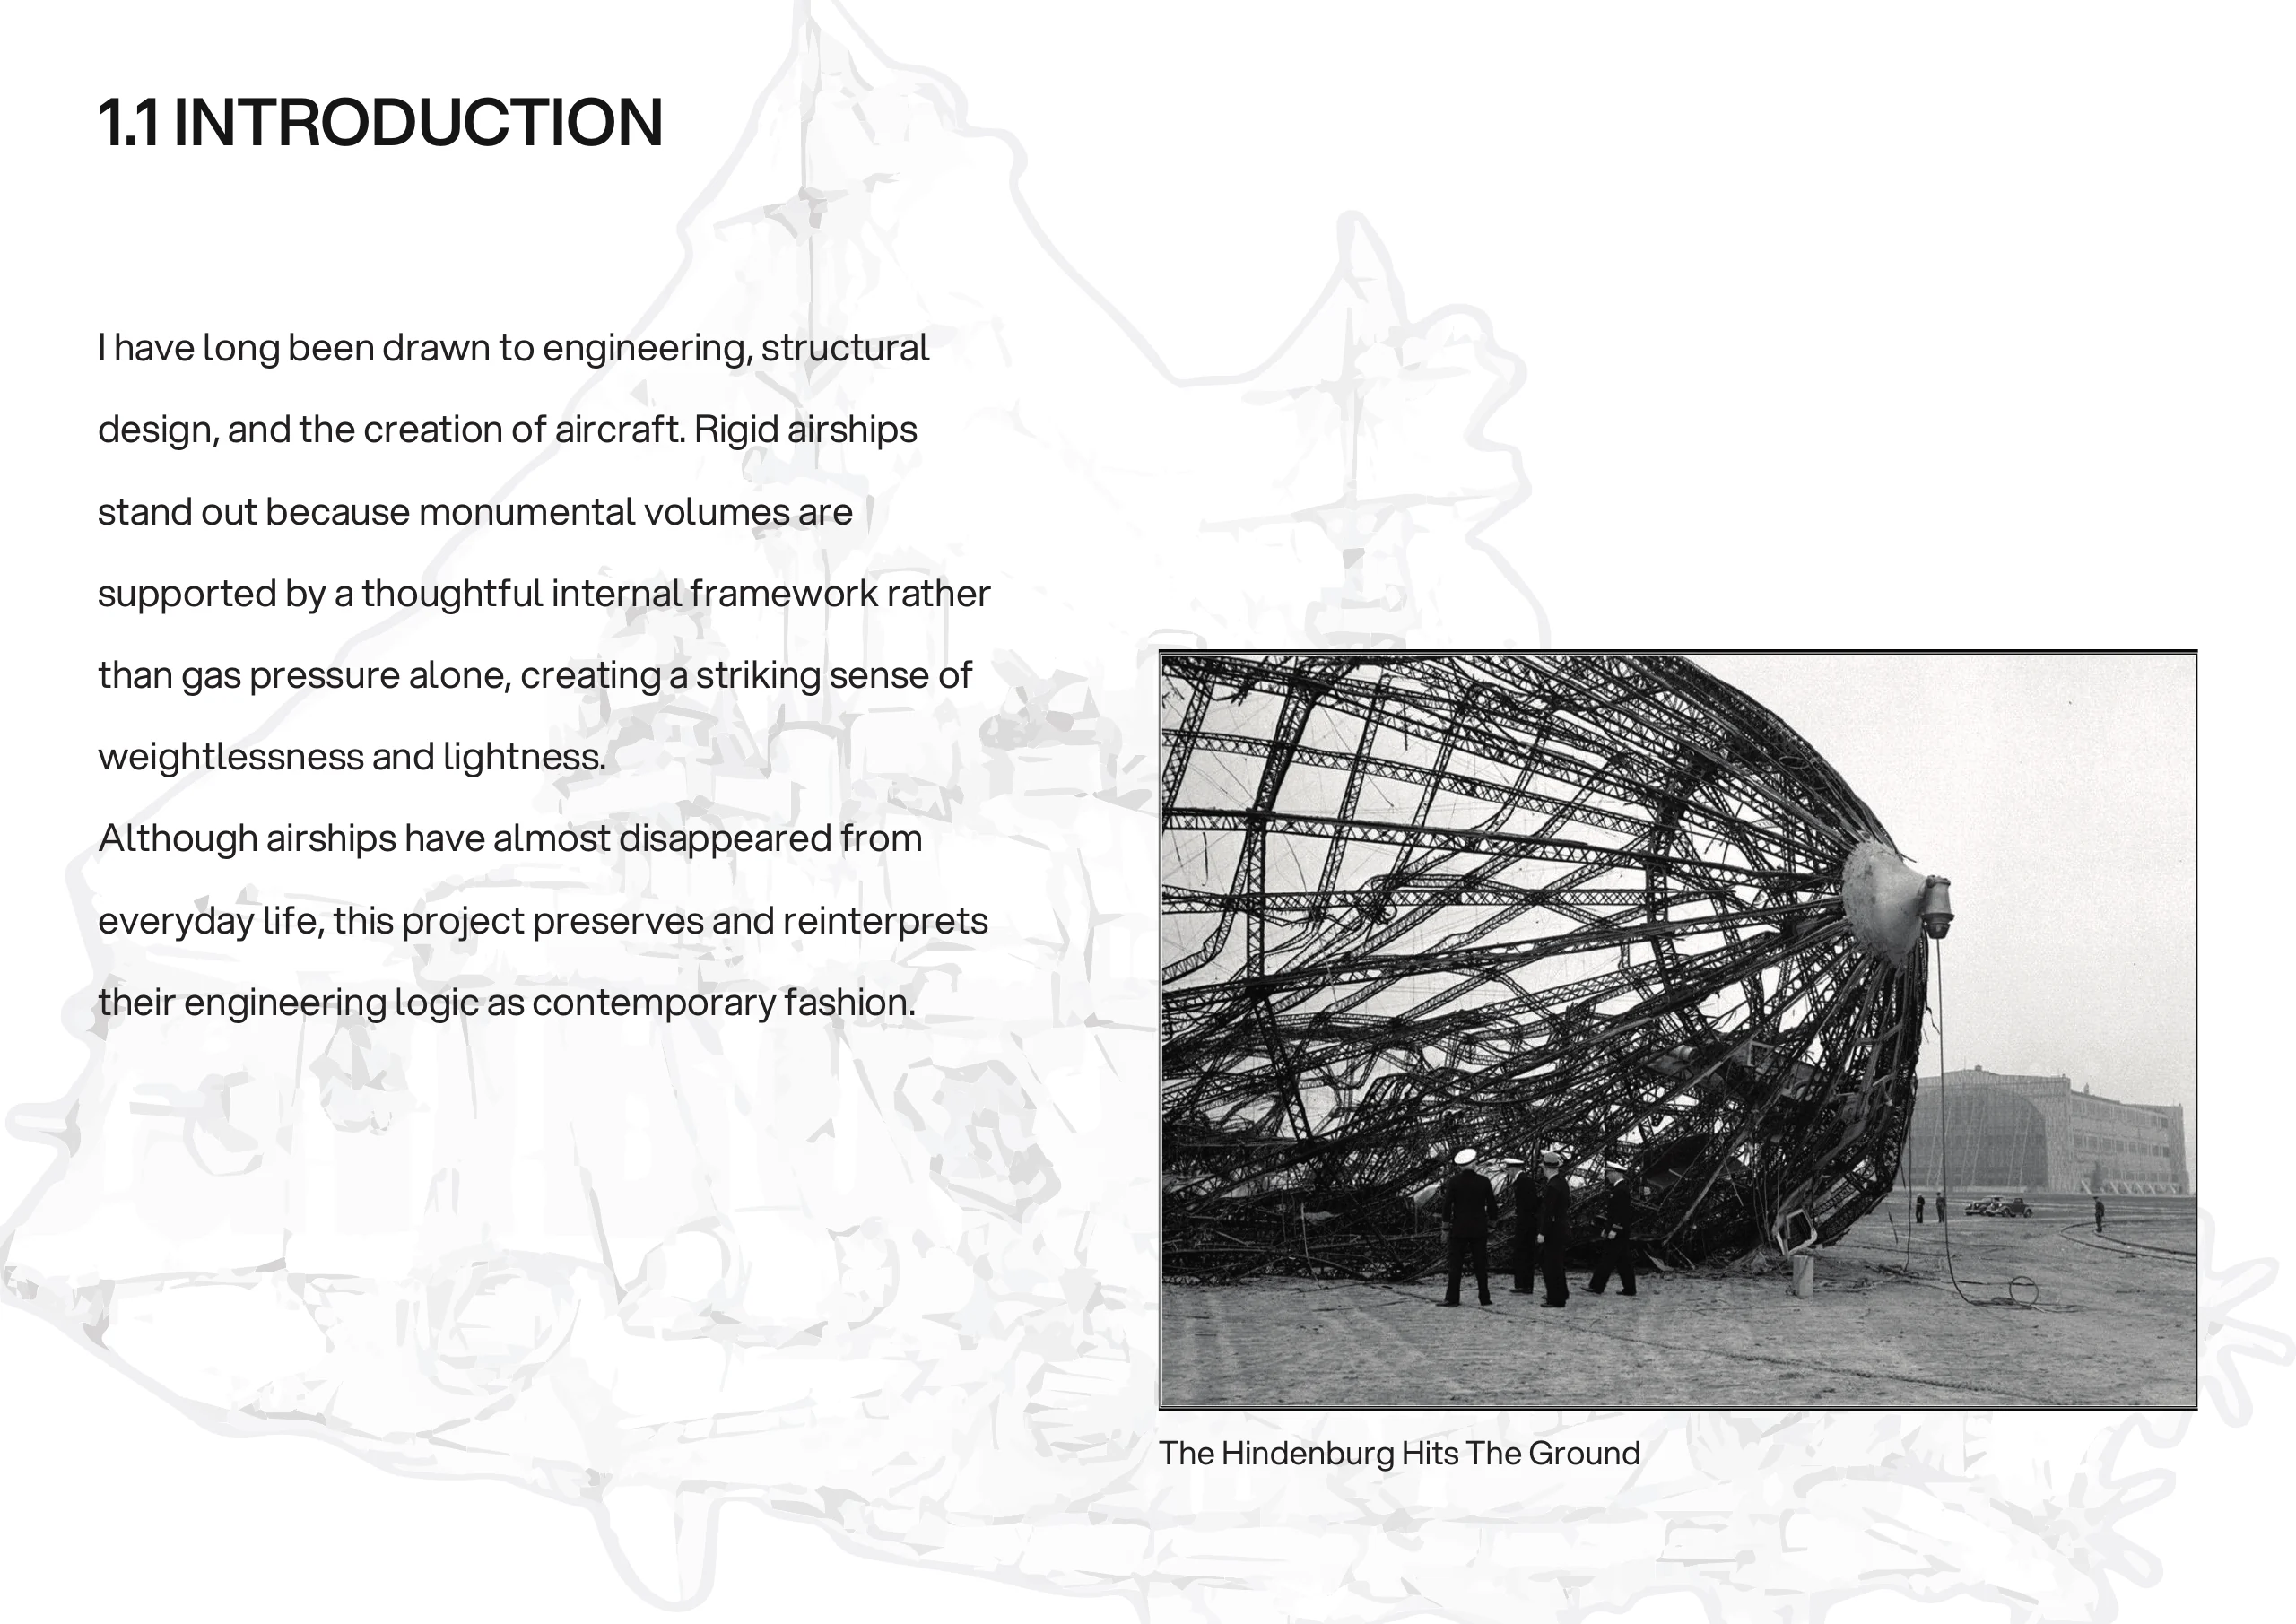 1.1 INTRODUCTION
I have long been drawn to engineering, structural
design, and the creation of aircraft. Rigid airships
stand out because monumental volumes are
supported by a thoughtful internal framework rather
than gas pressure alone, creating a striking sense of
weightlessness and lightness.
Although airships have almost disappeared from
everyday life, this project preserves and reinterprets
their engineering logic as contemporary fashion.
The Hindenburg Hits The Ground